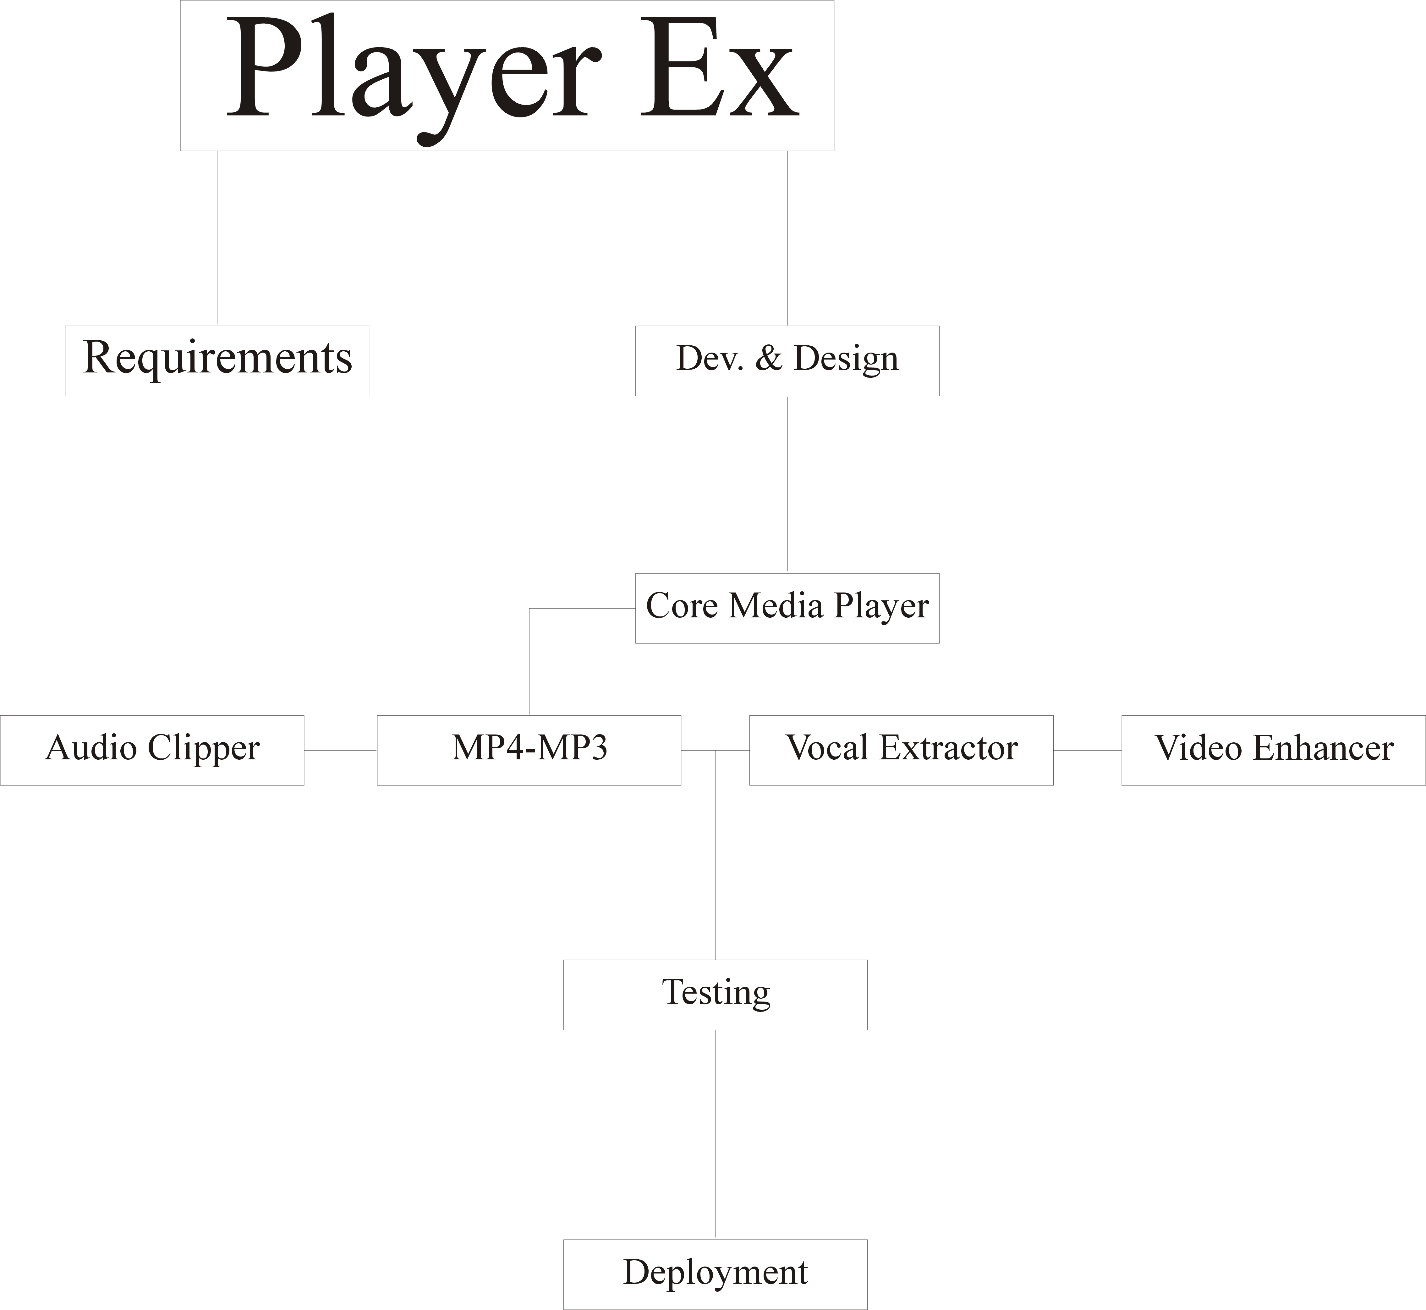 Player Ex
Requirements
Dev. & Design
Core Media Player
Audio Clipper
MP4-MP3
Vocal Extractor
Video Enhancer
Testing
Deployment